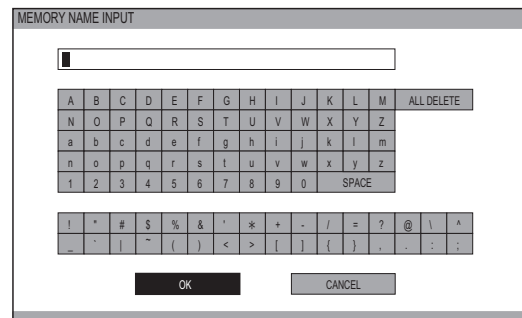 MEMORY NAME INPUT
A B C D E F G H I J K L M ALL DELETE
N O P Q R S T U V W X Y Z
a b c d e f g h i j k l m
n o p q r s t u v w x y z
1 2 3 4 5 6 7 8 9 0 SPACE
! " # $ % & ' * + - / = ? @ \ ^
_ ` | ~ ( ) < > [ ] { } , . : ;
OK CANCEL